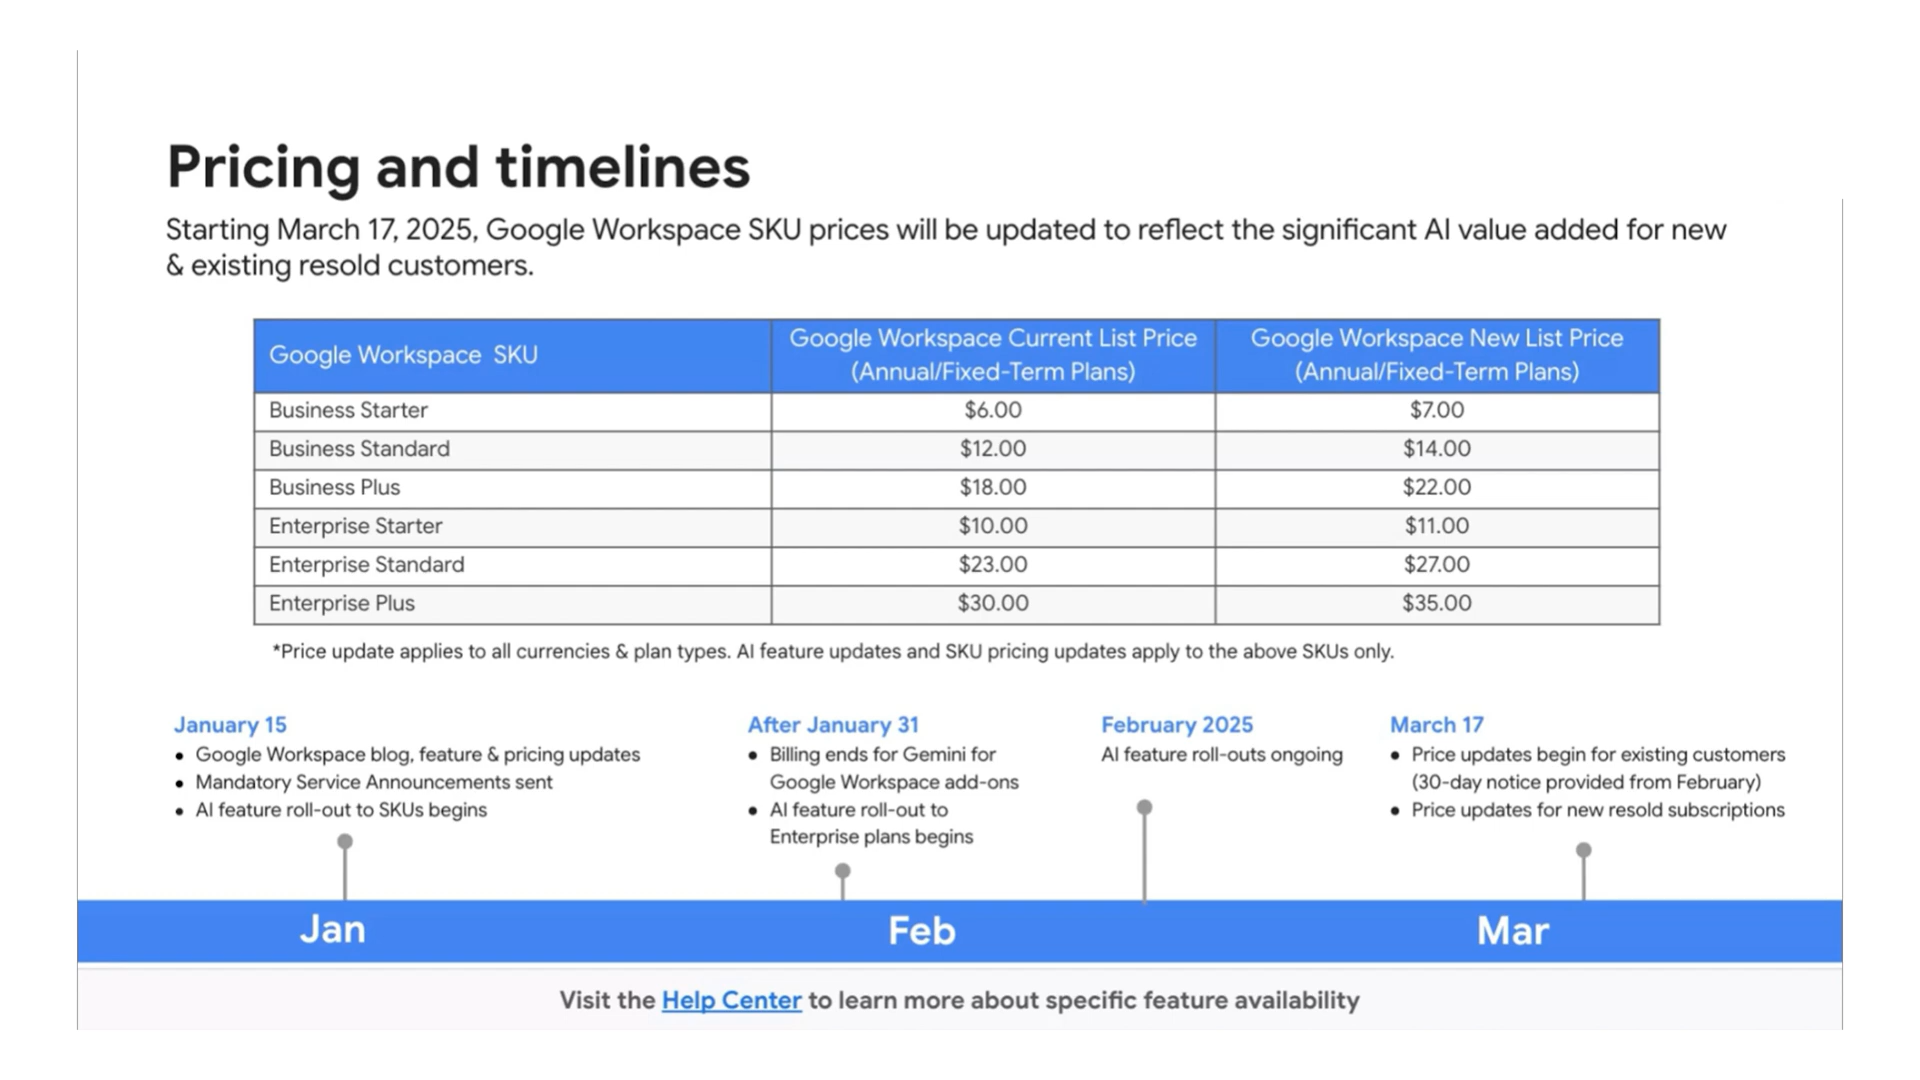 Pricing and timelines
Starting March 17, 2025, Google Workspace SKU prices will be updated to reflect the significant AI value added for new
& existing resold customers.
Google Workspace SKU
Google Workspace Current List Price
(Annual/Fixed-Term Plans)
Google Workspace New List Price
(Annual/Fixed-Term Plans)
Business Starter $6.00 $7.00
Business Standard $12.00 $14.00
Business Plus $18.00 $22.00
Enterprise Starter $10.00 $11.00
Enterprise Standard $23.00 $27.00
Enterprise Plus $30.00 $35.00
*Price update applies to all currencies & plan types. AI feature updates and SKU pricing updates apply to the above SKUs only.
January 15
• Google Workspace blog, feature & pricing updates
• Mandatory Service Announcements sent
• AI feature roll-out to SKUs begins
After January 31
• Billing ends for Gemini for
Google Workspace add-ons
• AI feature roll-out to
Enterprise plans begins
February 2025
AI feature roll-outs ongoing
March 17
• Price updates begin for existing customers
(30-day notice provided from February)
• Price updates for new resold subscriptions
Jan
Feb
Mar
Visit the Help Center to learn more about specific feature availability